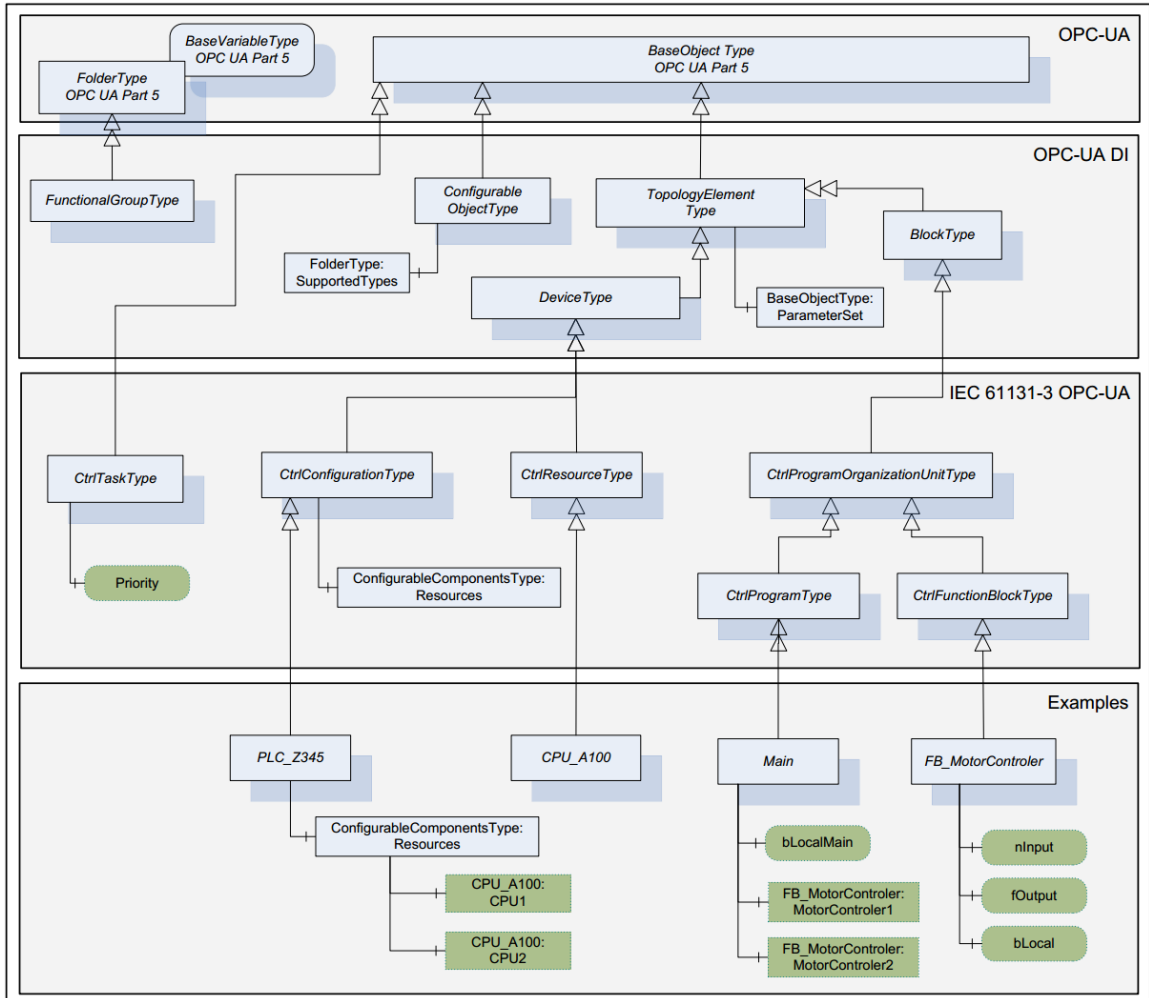 OPC-UA
BaseVariableType
OPC UA Part 5
FolderType
OPC UA Part 5
BaseObject Type
OPC UA Part 5
OPC-UA DI
FunctionalGroupType
Configurable
ObjectType
TopologyElement
Type
BlockType
FolderType:
SupportedTypes
DeviceType
BaseObjectType:
ParameterSet
IEC 61131-3 OPC-UA
CtrlTaskType
CtrlConfigurationType
CtrlResourceType
CtrlProgramOrganizationUnitType
Priority
ConfigurableComponentsType:
Resources
CtrlProgramType
CtrlFunctionBlockType
Examples
PLC_Z345
CPU_A100
Main
FB_MotorControler
ConfigurableComponentsType:
Resources
bLocalMain
nInput
CPU_A100:
CPU1
FB_MotorControler:
MotorControler1
fOutput
CPU_A100:
CPU2
FB_MotorControler:
MotorControler2
bLocal